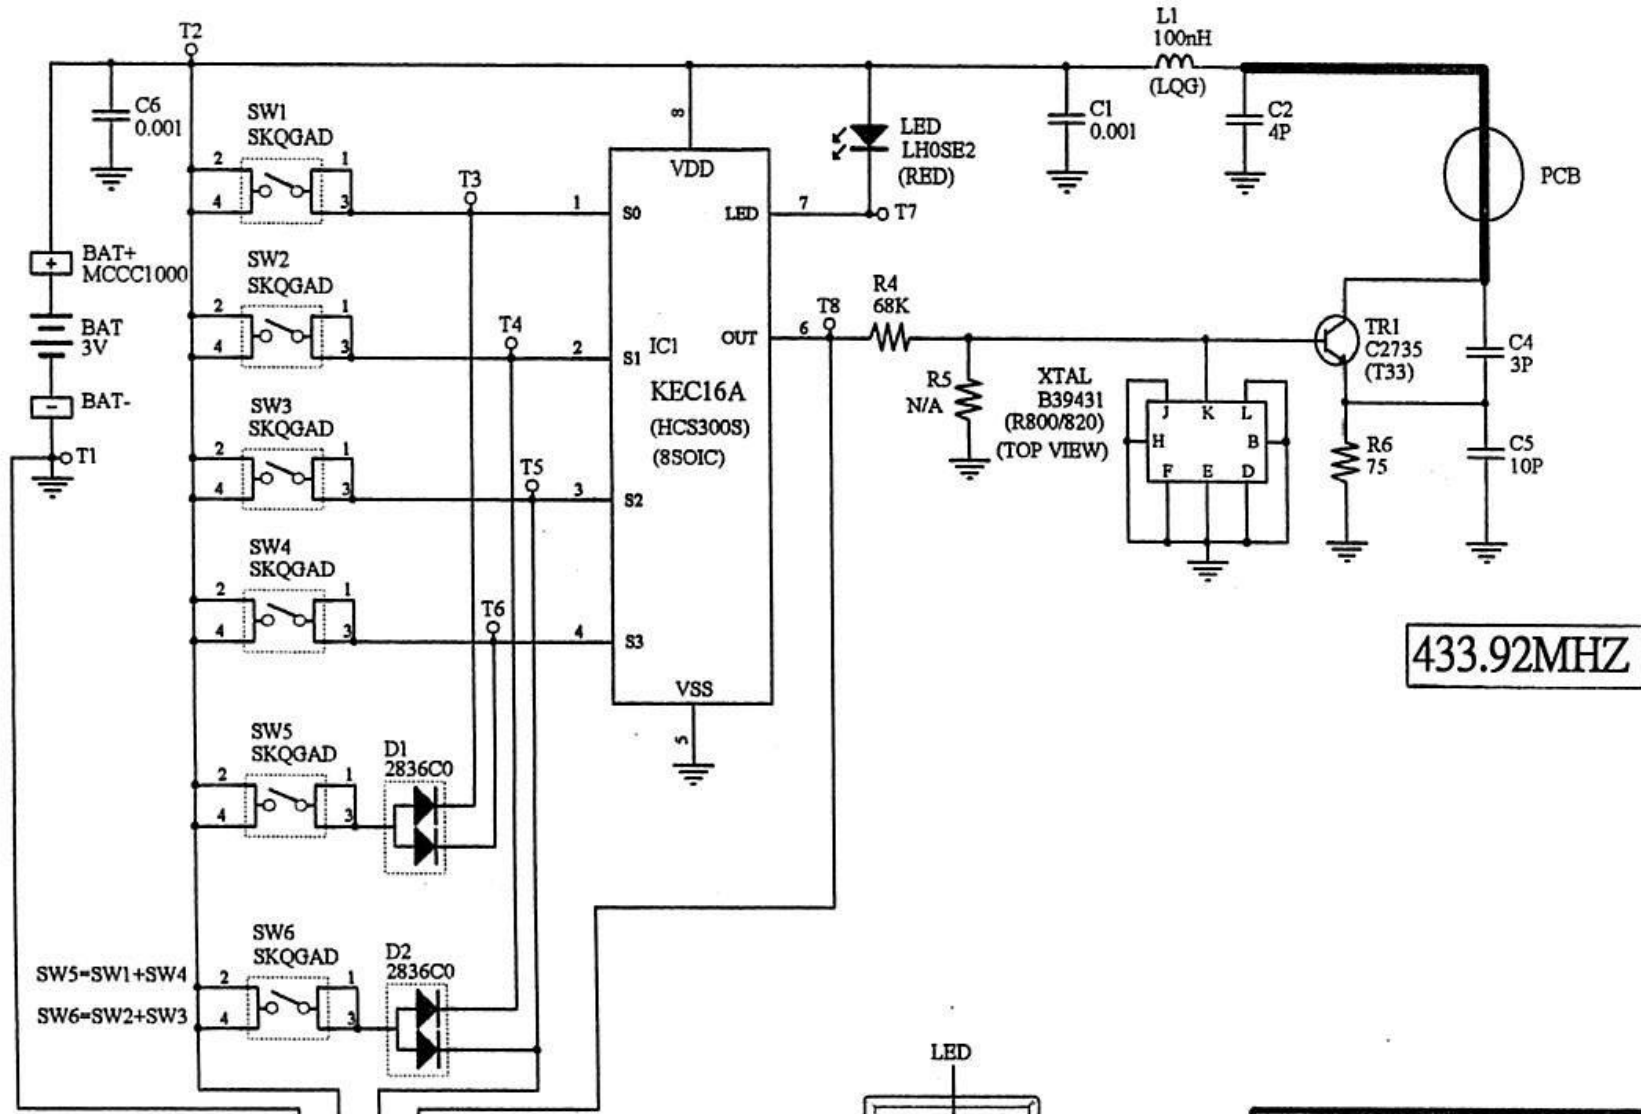 T2
L1
100nH
(LQG)
C6
0.001
SW1
SKQGAD
2
1
4
3
T3
8
VDD
LED
LH0SE2
(RED)
C1
0.001
C2
4P
PCB
1
S0
LED
7
T7
BAT+
MCCC1000
+
BAT
3V
-
BAT-
T1
SW2
SKQGAD
2
1
4
3
T4
2
S1
IC1
KEC16A
(HCS300S)
(8SOIC)
OUT
6
T8
R4
68K
R5
N/A
XTAL
B39431
(R800/820)
(TOP VIEW)
J
K
L
H
B
F
E
D
TR1
C2735
(T33)
C4
3P
R6
75
C5
10P
SW3
SKQGAD
2
1
4
3
T5
3
S2
SW4
SKQGAD
2
1
4
3
T6
4
S3
VSS
5
433.92MHZ
SW5
SKQGAD
2
1
4
3
D1
2836C0
SW6
SKQGAD
2
1
4
3
D2
2836C0
SW5=SW1+SW4
SW6=SW2+SW3
LED